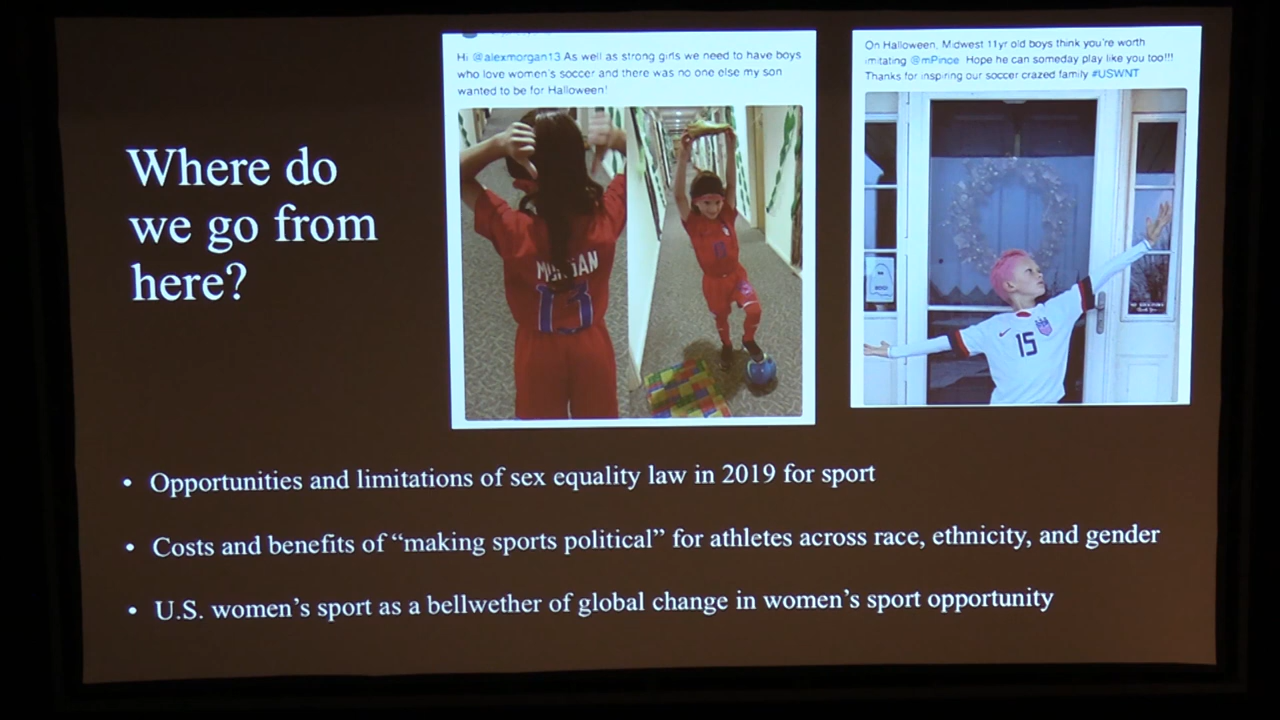 Where do
we go from
here?
Hi @alexmorgan13 As well as strong girls we need to have boys
who love women's soccer and there was no one else my son
wanted to be for Halloween!
MORGAN
13
On Halloween, Midwest 11yr old boys think you're worth
imitating @mPinoe Hope he can someday play like you too!!!
Thanks for inspiring our soccer crazed family #USWNT
BOO!
15
• Opportunities and limitations of sex equality law in 2019 for sport
• Costs and benefits of “making sports political” for athletes across race, ethnicity, and gender
• U.S. women’s sport as a bellwether of global change in women’s sport opportunity